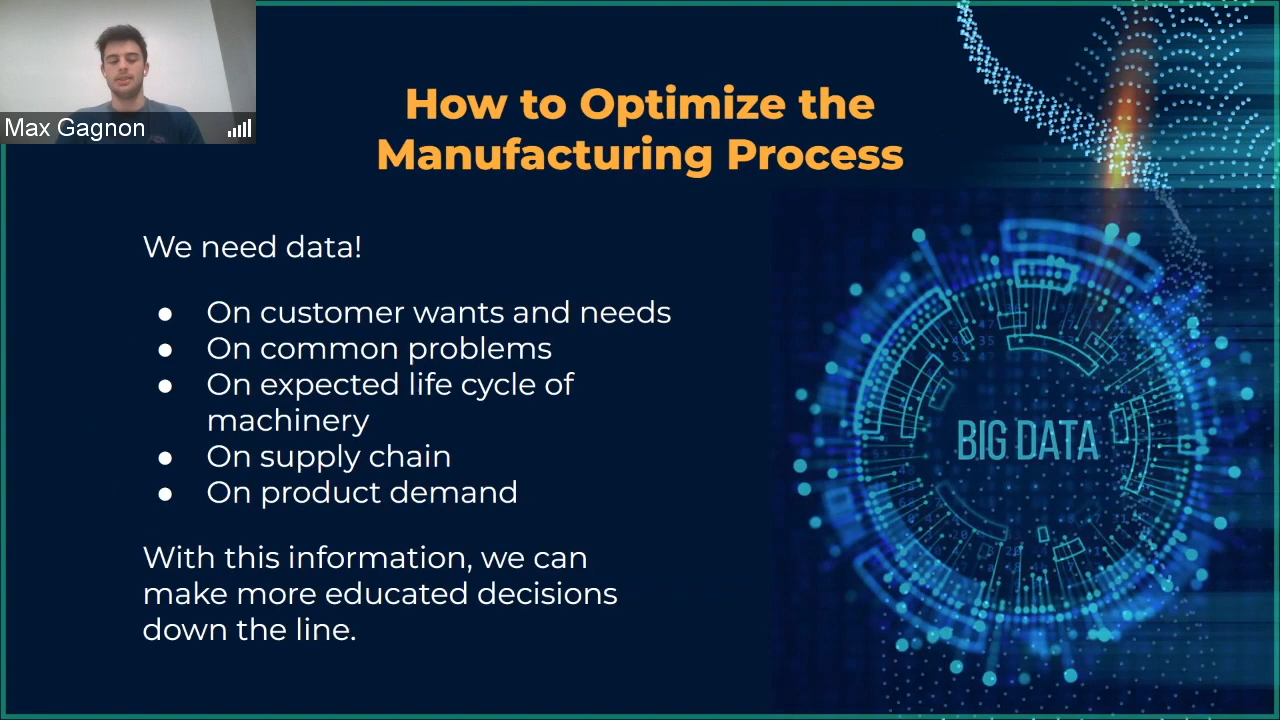 Max Gagnon
How to Optimize the
Manufacturing Process
We need data!
● On customer wants and needs
● On common problems
● On expected life cycle of
machinery
● On supply chain
● On product demand
With this information, we can
make more educated decisions
down the line.
BIG DATA